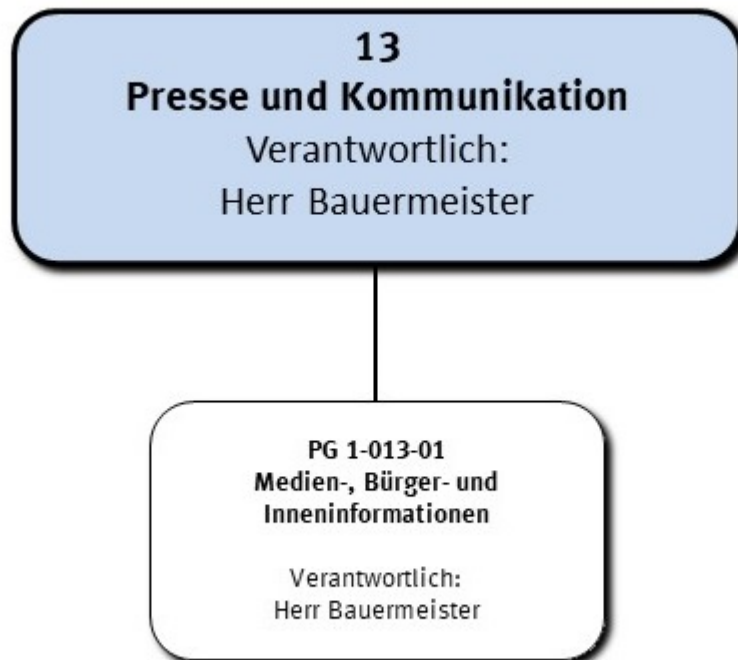 13
Presse und Kommunikation
Verantwortlich:
Herr Bauermeister
PG 1-013-01
Medien-, Bürger- und
Inneninformationen
Verantwortlich:
Herr Bauermeister